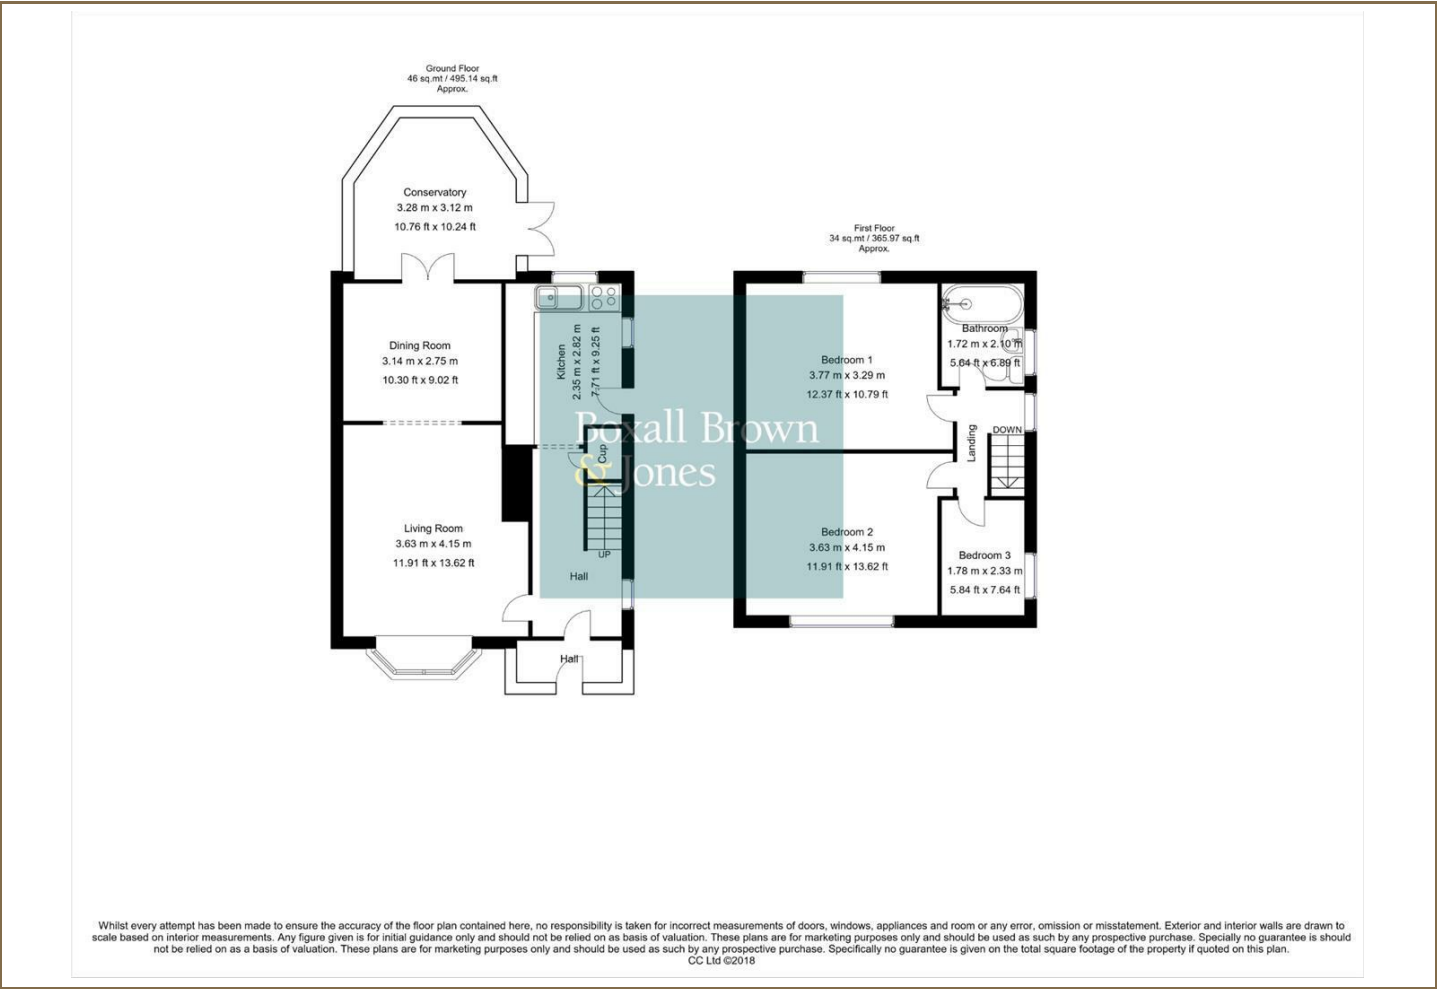 Ground Floor
46 sq.mt / 495.14 sq.ft
Approx.
Conservatory
3.28 m x 3.12 m
10.76 ft x 10.24 ft
Dining Room
3.14 m x 2.75 m
10.30 ft x 9.02 ft
Kitchen
2.35 m x 2.82 m
7.71 ft x 9.25 ft
Cup
Living Room
3.63 m x 4.15 m
11.91 ft x 13.62 ft
UP
Hall
Hall
Boxall Brown
& Jones
First Floor
34 sq.mt / 365.97 sq.ft
Approx.
Bedroom 1
3.77 m x 3.29 m
12.37 ft x 10.79 ft
Bathroom
1.72 m x 2.10 m
5.64 ft x 6.89 ft
DOWN
Landing
Bedroom 2
3.63 m x 4.15 m
11.91 ft x 13.62 ft
Bedroom 3
1.78 m x 2.33 m
5.84 ft x 7.64 ft
Whilst every attempt has been made to ensure the accuracy of the floor plan contained here, no responsibility is taken for incorrect measurements of doors, windows, appliances and room or any error, omission or misstatement. Exterior and interior walls are drawn to
scale based on interior measurements. Any figure given is for initial guidance only and should not be relied on as basis of valuation. These plans are for marketing purposes only and should be used as such by any prospective purchase. Specially no guarantee is should
not be relied on as a basis of valuation. These plans are for marketing purposes only and should be used as such by any prospective purchase. Specifically no guarantee is given on the total square footage of the property if quoted on this plan.
CC Ltd ©2018